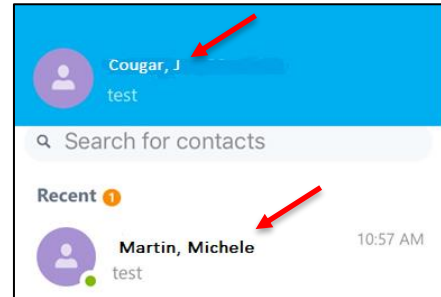 Cougar, J
test
Search for contacts
Recent 1
Martin, Michele
10:57 AM
test